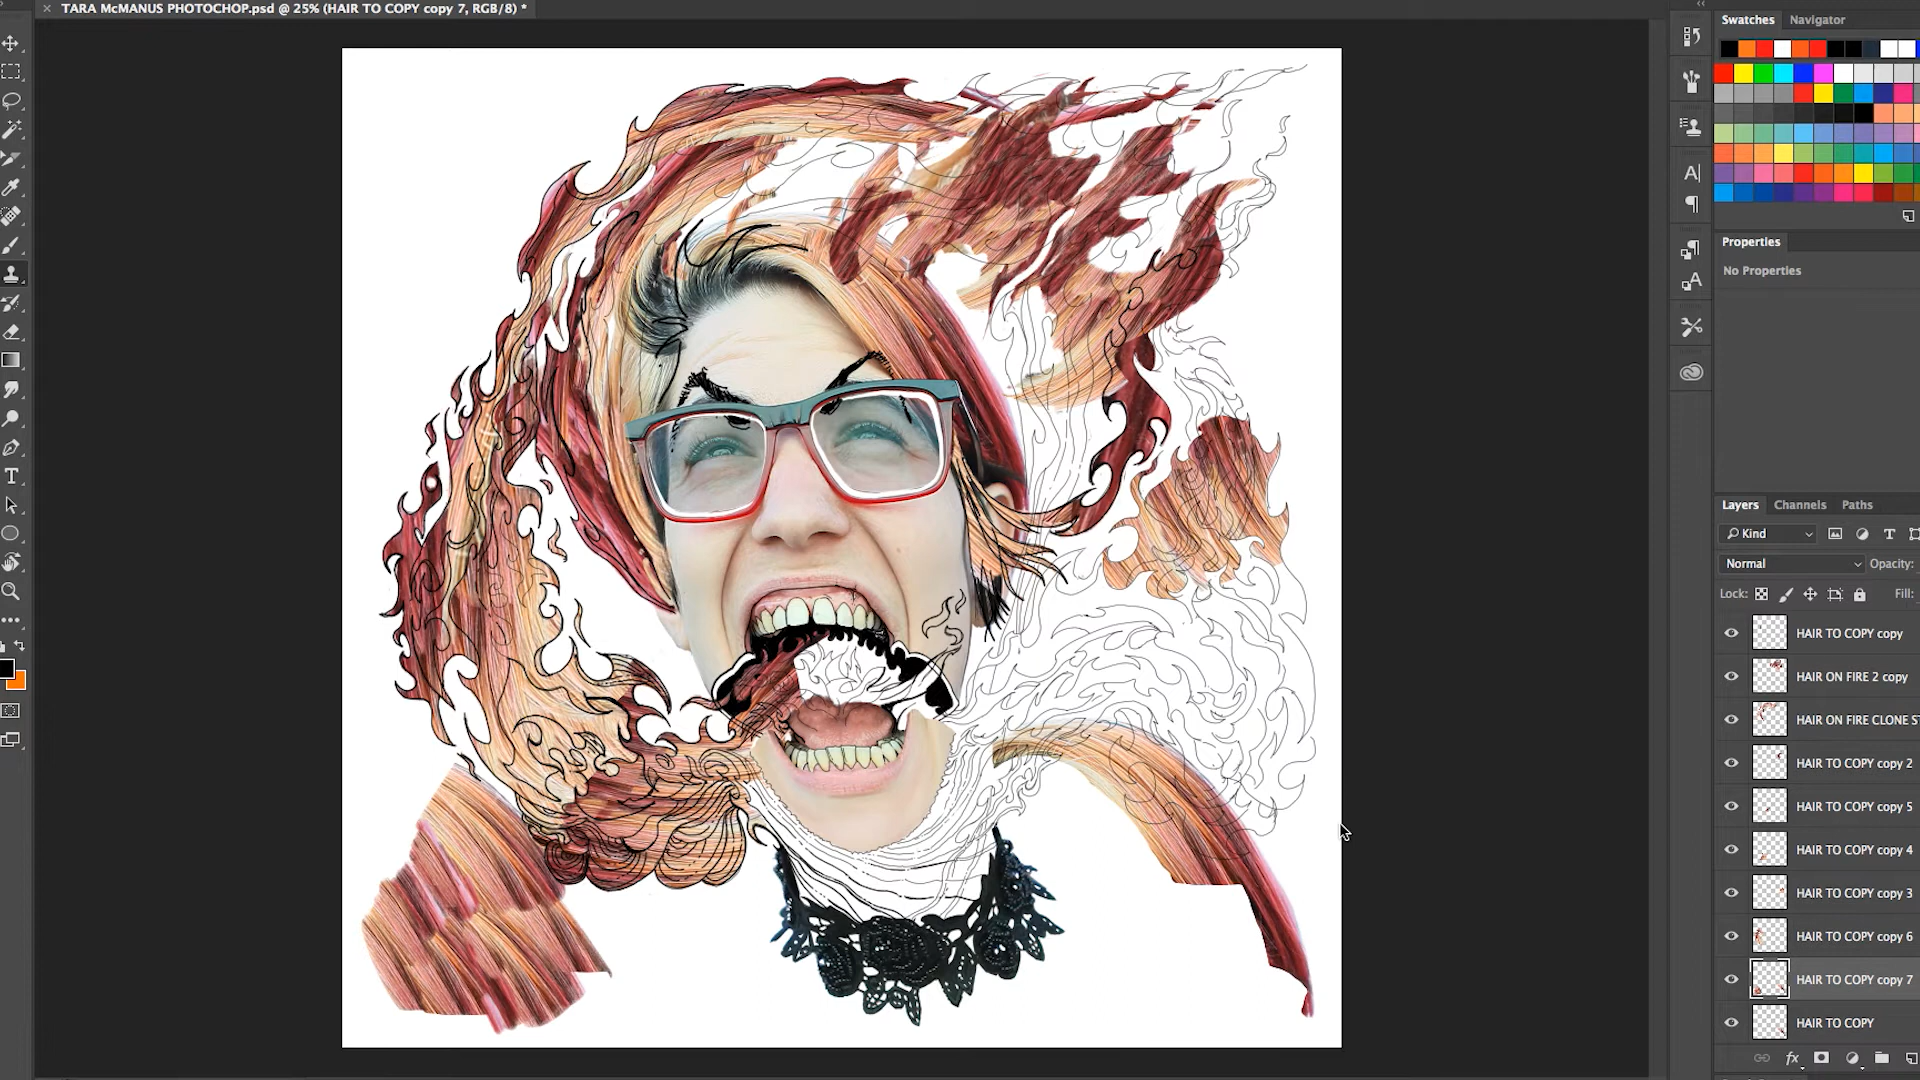 × TARA McMANUS PHOTOCHOP.psd @ 25% (HAIR TO COPY copy 7, RGB/8) *
Swatches Navigator
Properties
No Properties
Layers Channels Paths
Kind
Normal Opacity:
Lock: Fill:
HAIR TO COPY copy
HAIR ON FIRE 2 copy
HAIR ON FIRE CLONE ST
HAIR TO COPY copy 2
HAIR TO COPY copy 5
HAIR TO COPY copy 4
HAIR TO COPY copy 3
HAIR TO COPY copy 6
HAIR TO COPY copy 7
HAIR TO COPY
fx